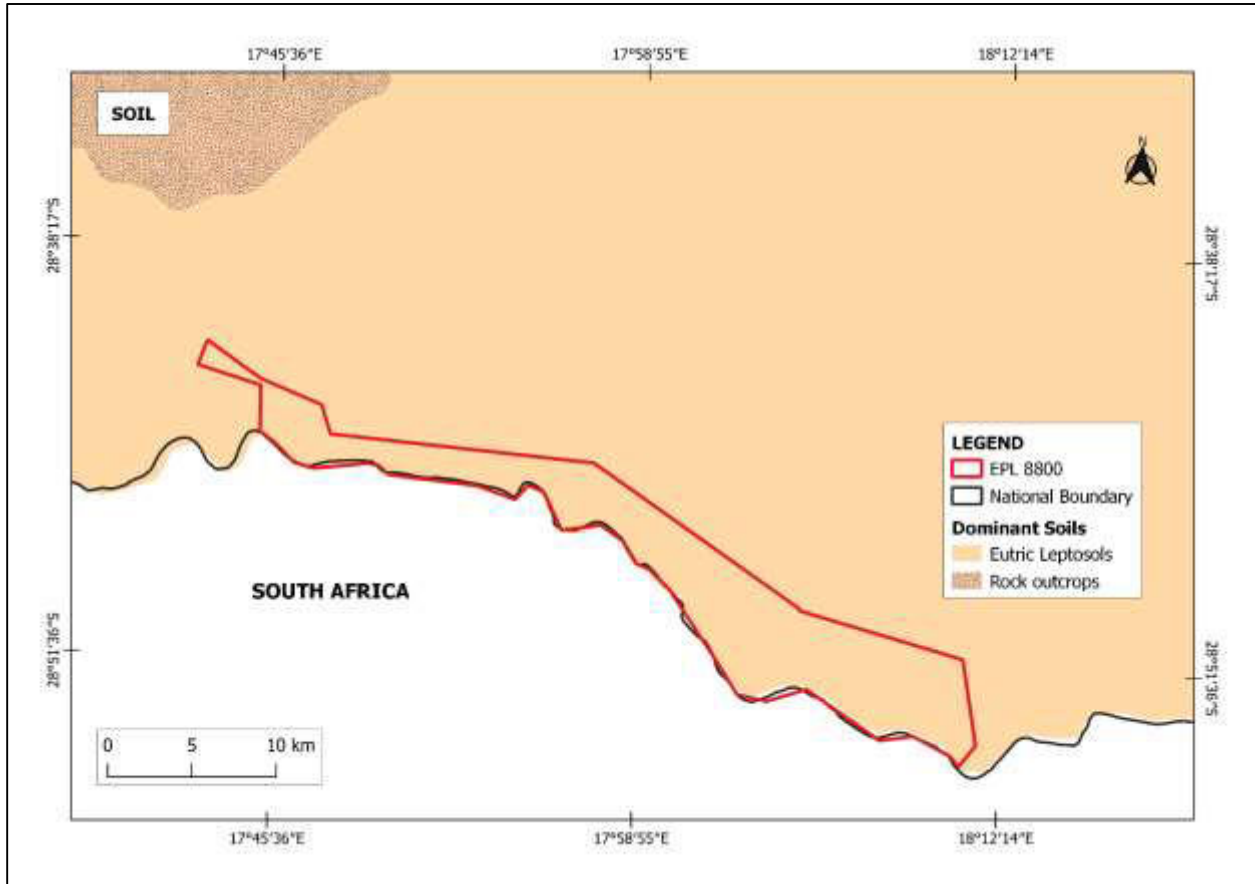 17°45'36"E 17°58'55"E 18°12'14"E
SOIL
N
28°38'17"S
28°38'17"S
LEGEND
EPL 8800
National Boundary
Dominant Soils
Eutric Leptosols
Rock outcrops
SOUTH AFRICA
28°51'36"S
28°51'36"S
0 5 10 km
17°45'36"E 17°58'55"E 18°12'14"E